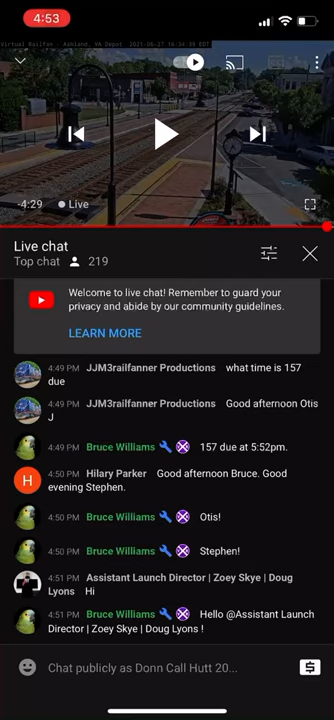 4:53
Virtual Railfan - Ashland, VA Depot 2021-06-27 16:34:39 EDT
-4:29 Live
Live chat
Top chat 219
Welcome to live chat! Remember to guard your
privacy and abide by our community guidelines.
LEARN MORE
4:49 PM JJM3railfanner Productions what time is 157
due
4:49 PM JJM3railfanner Productions Good afternoon Otis
J
4:49 PM Bruce Williams 157 due at 5:52pm.
H
4:50 PM Hilary Parker Good afternoon Bruce. Good
evening Stephen.
4:50 PM Bruce Williams Otis!
4:50 PM Bruce Williams Stephen!
4:51 PM Assistant Launch Director | Zoey Skye | Doug
Lyons Hi
4:51 PM Bruce Williams Hello @Assistant Launch
Director | Zoey Skye | Doug Lyons !
Chat publicly as Donn Call Hutt 20...